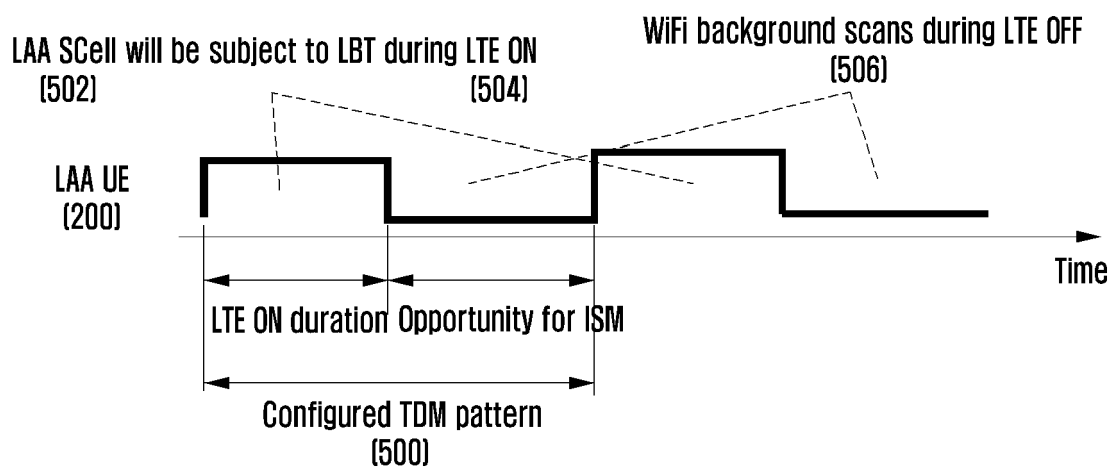 LAA SCell will be subject to LBT during LTE ON
(502) (504)
WiFi background scans during LTE OFF
(506)
LAA UE
(200)
Time
LTE ON duration Opportunity for ISM
Configured TDM pattern
(500)